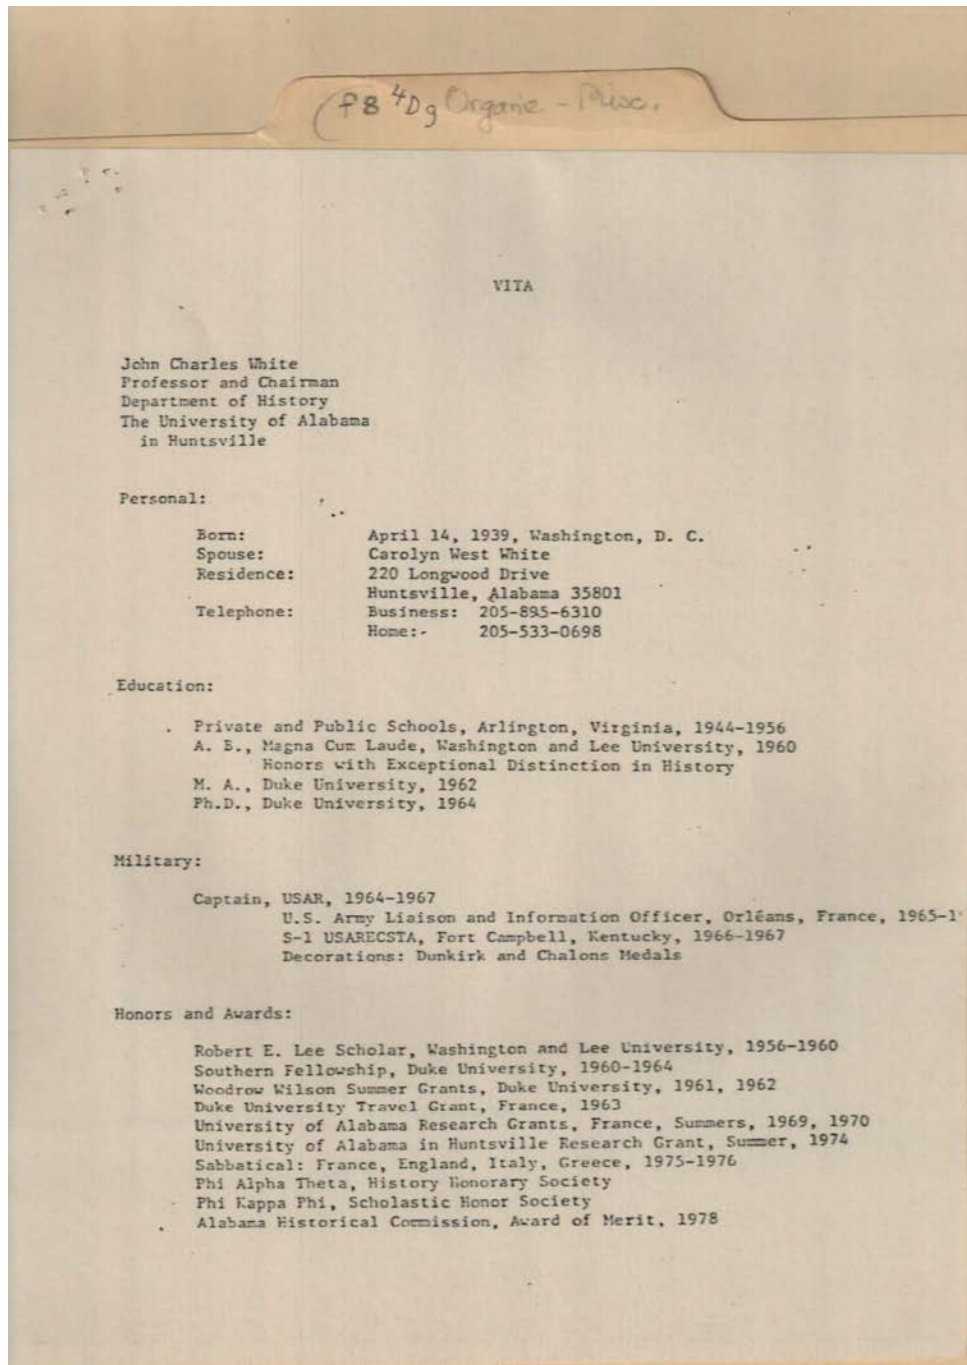 f8 4Dg Organic - Misc.
VITA
John Charles White
Professor and Chairman
Department of History
The University of Alabama
in Huntsville
Personal:
Born: April 14, 1939, Washington, D. C.
Spouse: Carolyn West White
Residence: 220 Longwood Drive
Huntsville, Alabama 35801
Telephone: Business: 205-895-6310
Home:- 205-533-0698
Education:
Private and Public Schools, Arlington, Virginia, 1944-1956
A. B., Magna Cum Laude, Washington and Lee University, 1960
Honors with Exceptional Distinction in History
M. A., Duke University, 1962
Ph.D., Duke University, 1964
Military:
Captain, USAR, 1964-1967
U.S. Army Liaison and Information Officer, Orléans, France, 1965-1
S-1 USARECSTA, Fort Campbell, Kentucky, 1966-1967
Decorations: Dunkirk and Chalons Medals
Honors and Awards:
Robert E. Lee Scholar, Washington and Lee University, 1956-1960
Southern Fellowship, Duke University, 1960-1964
Woodrow Wilson Summer Grants, Duke University, 1961, 1962
Duke University Travel Grant, France, 1963
University of Alabama Research Grants, France, Summers, 1969, 1970
University of Alabama in Huntsville Research Grant, Summer, 1974
Sabbatical: France, England, Italy, Greece, 1975-1976
Phi Alpha Theta, History Honorary Society
Phi Kappa Phi, Scholastic Honor Society
Alabama Historical Commission, Award of Merit, 1978